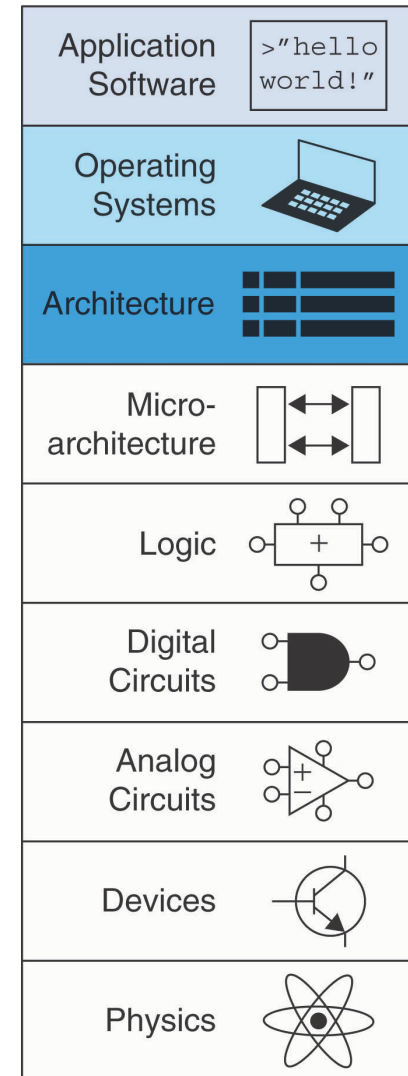 Application
Software
>"hello
world!"
Operating
Systems
Architecture
Micro-
architecture
Logic
+
Digital
Circuits
Analog
Circuits
+
−
Devices
Physics